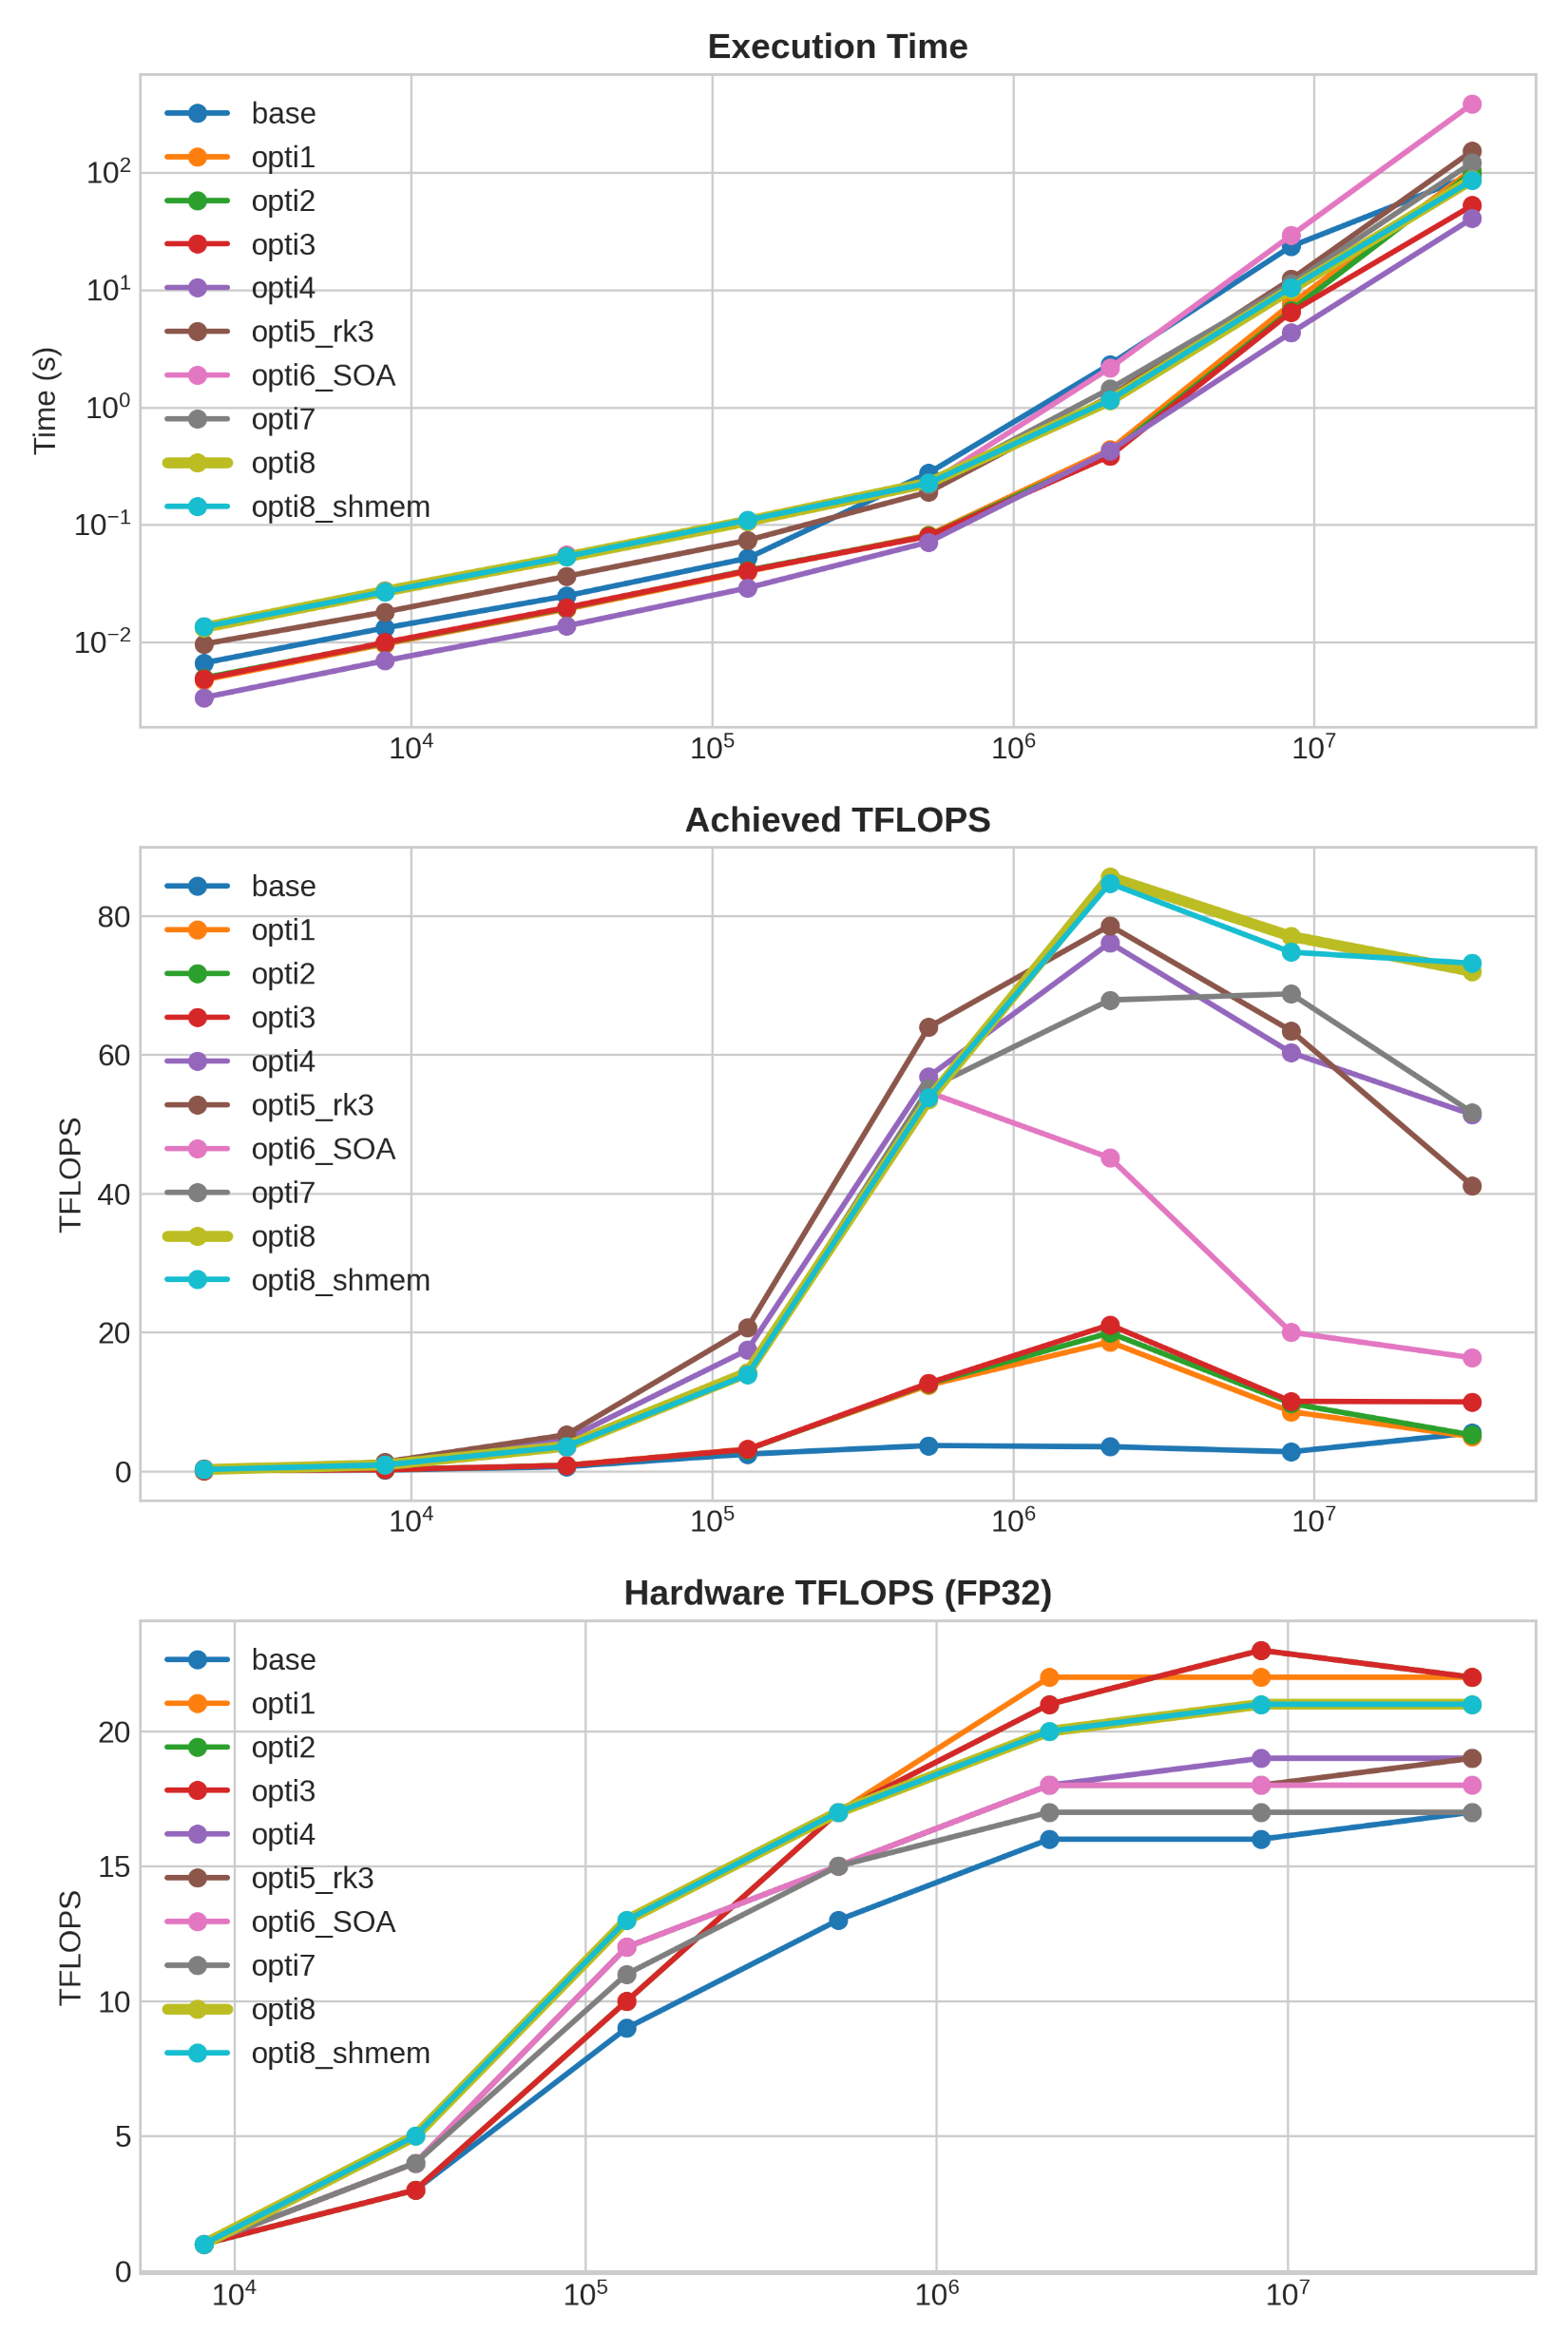 Execution Time
base
opti1
opti2
opti3
opti4
opti5_rk3
opti6_SOA
opti7
opti8
opti8_shmem
Time (s)
10²
10¹
10⁰
10⁻¹
10⁻²
10⁴ 10⁵ 10⁶ 10⁷
Achieved TFLOPS
base
opti1
opti2
opti3
opti4
opti5_rk3
opti6_SOA
opti7
opti8
opti8_shmem
TFLOPS
80
60
40
20
0
10⁴ 10⁵ 10⁶ 10⁷
Hardware TFLOPS (FP32)
base
opti1
opti2
opti3
opti4
opti5_rk3
opti6_SOA
opti7
opti8
opti8_shmem
TFLOPS
20
15
10
5
0
10⁴ 10⁵ 10⁶ 10⁷